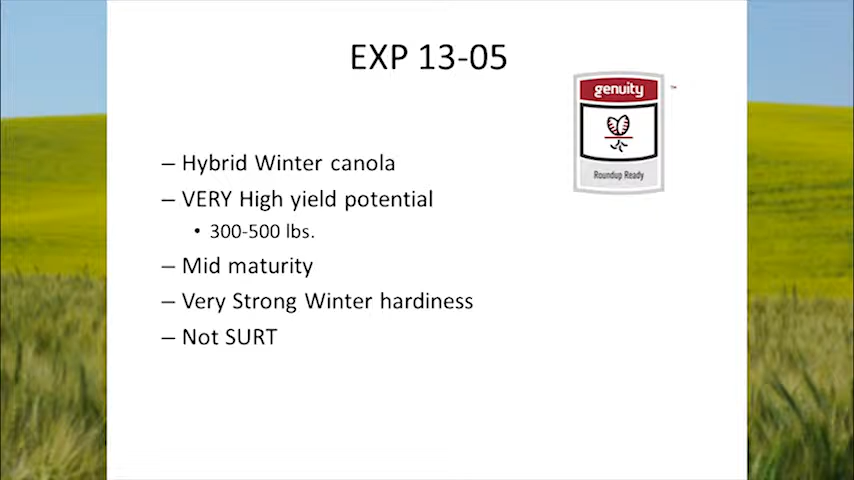 EXP 13-05
genuity
™
Roundup Ready
– Hybrid Winter canola
– VERY High yield potential
• 300-500 lbs.
– Mid maturity
– Very Strong Winter hardiness
– Not SURT